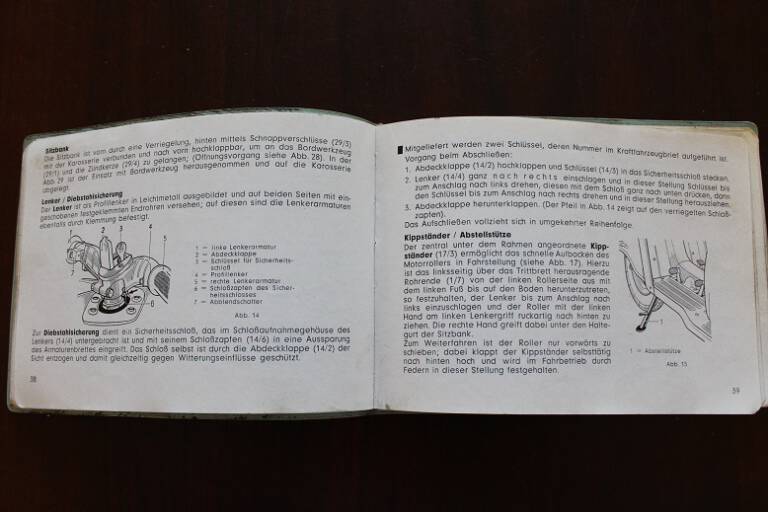 Sitzbank
Die Sitzbank ist vorn durch eine Verriegelung, hinten mittels Schnappverschlüsse (29/3)
mit der Karosserie verbunden und nach vorn hochklappbar, um an das Bordwerkzeug
(29/1) und die Zündkerze (29/4) zu gelangen; (Öffnungsvorgang siehe Abb. 28). In der
Abb. 29 ist der Einsatz mit Bordwerkzeug herausgenommen und auf die Karosserie
abgelegt.
Lenker / Diebstahlsicherung
Der Lenker ist als Profillenker in Leichtmetall ausgebildet und auf beiden Seiten mit ein-
geschobenen festgeklemmten Endrohren versehen; auf diesen sind die Lenkerarmaturen
ebenfalls durch Klemmung befestigt.
2 3 4
7
1
5
6
1 — linke Lenkerarmatur
2 — Abdeckklappe
3 — Schlüssel für Sicherheits-
schloß
4 — Profillenker
5 — rechte Lenkerarmatur
6 — Schloßzapfen des Sicher-
heitsschlosses
7 — Abblendschalter
Abb. 14
Zur Diebstahlsicherung dient ein Sicherheitsschloß, das im Schloßaufnahmegehäuse des
Lenkers (14/4) untergebracht ist und mit seinem Schloßzapfen (14/6) in eine Aussparung
des Armaturenbrettes eingreift. Das Schloß selbst ist durch die Abdeckklappe (14/2) der
Sicht entzogen und damit gleichzeitig gegen Witterungseinflüsse geschützt.
38
Mitgeliefert werden zwei Schlüssel, deren Nummer im Kraftfahrzeugbrief aufgeführt ist.
Vorgang beim Abschließen:
1. Abdeckklappe (14/2) hochklappen und Schlüssel (14/3) in das Sicherheitsschloß stecken.
2. Lenker (14/4) ganz nach rechts einschlagen und in dieser Stellung Schlüssel bis
zum Anschlag nach links drehen, diesen mit dem Schloß ganz nach unten drücken, dann
den Schlüssel bis zum Anschlag nach rechts drehen und in dieser Stellung herausziehen.
3. Abdeckklappe herunterklappen. (Der Pfeil in Abb. 14 zeigt auf den verriegelten Schloß-
zapfen).
Das Aufschließen vollzieht sich in umgekehrter Reihenfolge.
Kippständer / Abstellstütze
Der zentral unter dem Rahmen angeordnete Kipp-
ständer (17/3) ermöglicht das schnelle Aufbocken des
Motorrollers in Fahrstellung (siehe Abb. 17). Hierzu
ist das linksseitig über das Trittbrett herausragende
Rohrende (1/7) von der linken Rollerseite aus mit
dem linken Fuß bis auf den Boden herunterzutreten,
so festzuhalten, der Lenker bis zum Anschlag nach
links einzuschlagen und der Roller mit der linken
Hand am linken Lenkergriff ruckartig nach hinten zu
ziehen. Die rechte Hand greift dabei unter den Halte-
gurt der Sitzbank.
Zum Weiterfahren ist der Roller nur vorwärts zu
schieben; dabei klappt der Kippständer selbsttätig
nach hinten hoch und wird im Fahrbetrieb durch
Federn in dieser Stellung festgehalten.
1
1 — Abstellstütze
Abb. 15
39